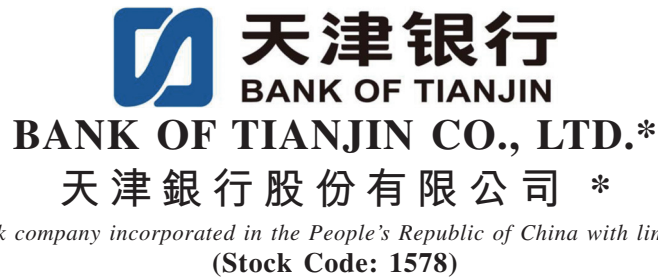 天津银行
BANK OF TIANJIN
BANK OF TIANJIN CO., LTD.*
天津銀行股份有限公司 *
company incorporated in the People's Republic of China with
(Stock Code: 1578)